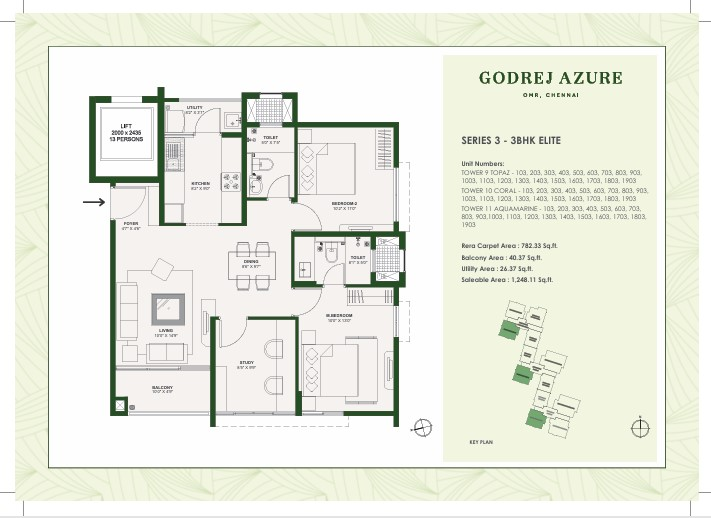 GODREJ AZURE
OMR, CHENNAI
SERIES 3 - 3BHK ELITE
Unit Numbers:
TOWER 9 TOPAZ - 103, 203, 303, 403, 503, 603, 703, 803, 903,
1003, 1103, 1203, 1303, 1403, 1503, 1603, 1703, 1803, 1903
TOWER 10 CORAL - 103, 203, 303, 403, 503, 603, 703, 803, 903,
1003, 1103, 1203, 1303, 1403, 1503, 1603, 1703, 1803, 1903
TOWER 11 AQUAMARINE - 103, 203, 303, 403, 503, 603, 703,
803, 903,1003, 1103, 1203, 1303, 1403, 1503, 1603, 1703, 1803,
1903
Rera Carpet Area : 782.33 Sq.ft.
Balcony Area : 40.37 Sq.ft.
Utility Area : 26.37 Sq.ft.
Saleable Area : 1,248.11 Sq.ft.
KEY PLAN
LIFT
2000 x 2435
13 PERSONS
UTILITY
TOILET
KITCHEN
BEDROOM-2
FOYER
DINING
TOILET
LIVING
M.BEDROOM
STUDY
BALCONY